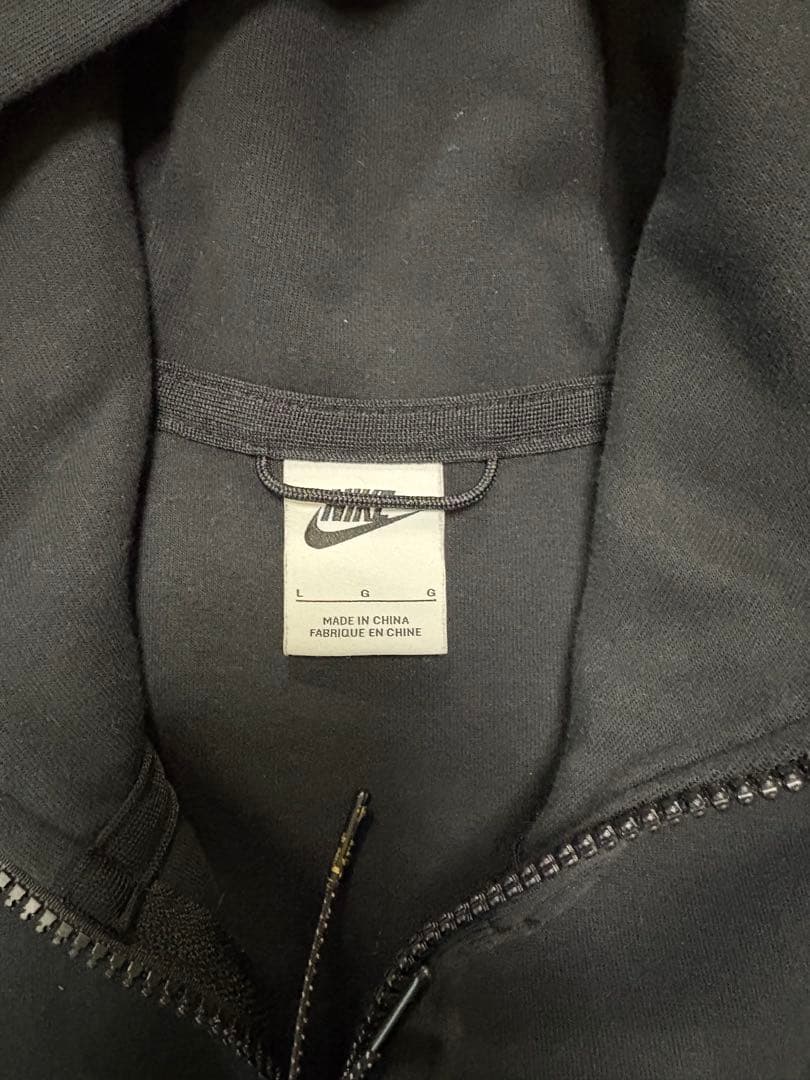 NIKE
L G G
MADE IN CHINA
FABRIQUE EN CHINE